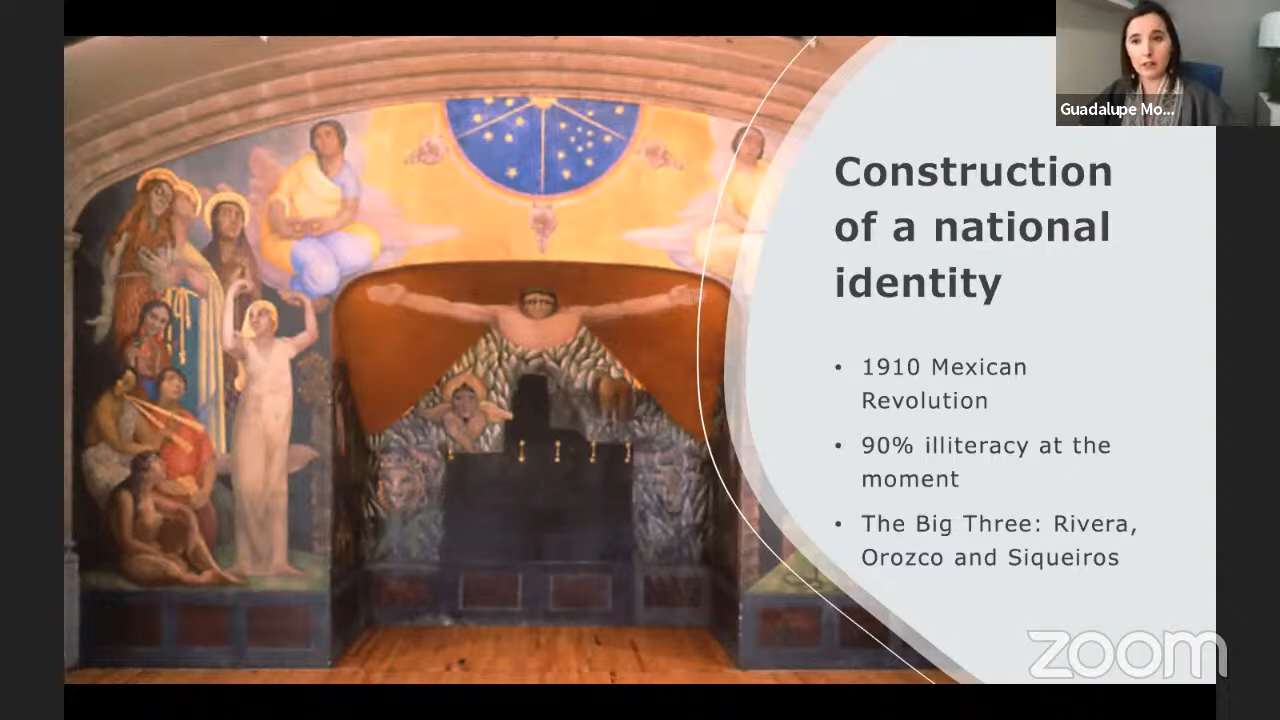 Guadalupe Mo...
Construction
of a national
identity
• 1910 Mexican
Revolution
• 90% illiteracy at the
moment
• The Big Three: Rivera,
Orozco and Siqueiros
zoom